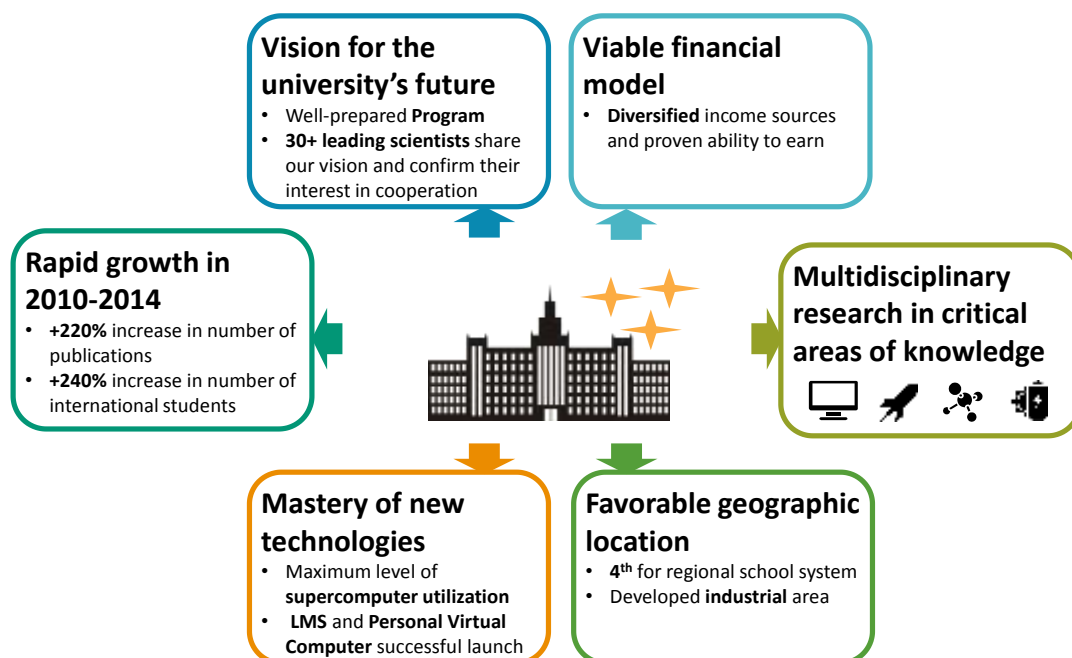 Vision for the
university's future
• Well-prepared Program
• 30+ leading scientists share
our vision and confirm their
interest in cooperation
Viable financial
model
• Diversified income sources
and proven ability to earn
Rapid growth in
2010-2014
• +220% increase in number of
publications
• +240% increase in number of
international students
Multidisciplinary
research in critical
areas of knowledge
Mastery of new
technologies
• Maximum level of
supercomputer utilization
• LMS and Personal Virtual
Computer successful launch
Favorable geographic
location
• 4th for regional school system
• Developed industrial area